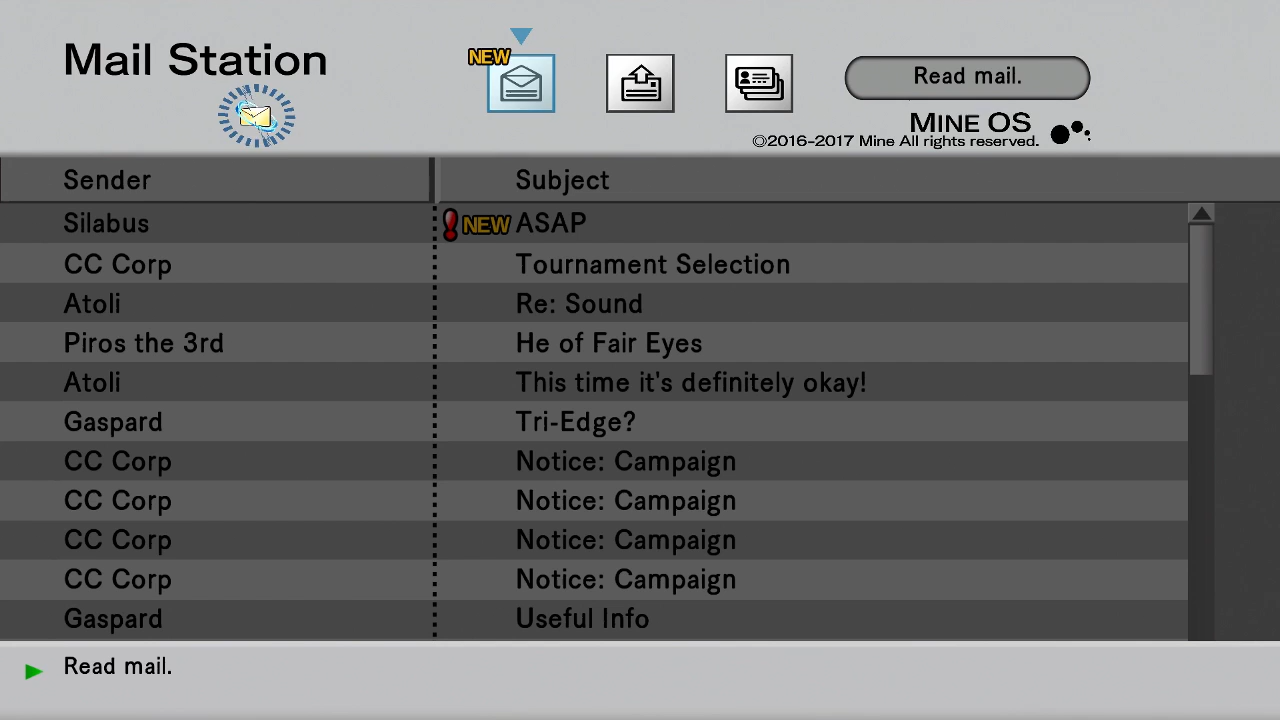 Mail Station
NEW
Read mail.
MINE OS
©2016-2017 Mine All rights reserved.
Sender Subject
Silabus NEW ASAP
CC Corp Tournament Selection
Atoli Re: Sound
Piros the 3rd He of Fair Eyes
Atoli This time it's definitely okay!
Gaspard Tri-Edge?
CC Corp Notice: Campaign
CC Corp Notice: Campaign
CC Corp Notice: Campaign
CC Corp Notice: Campaign
Gaspard Useful Info
Read mail.